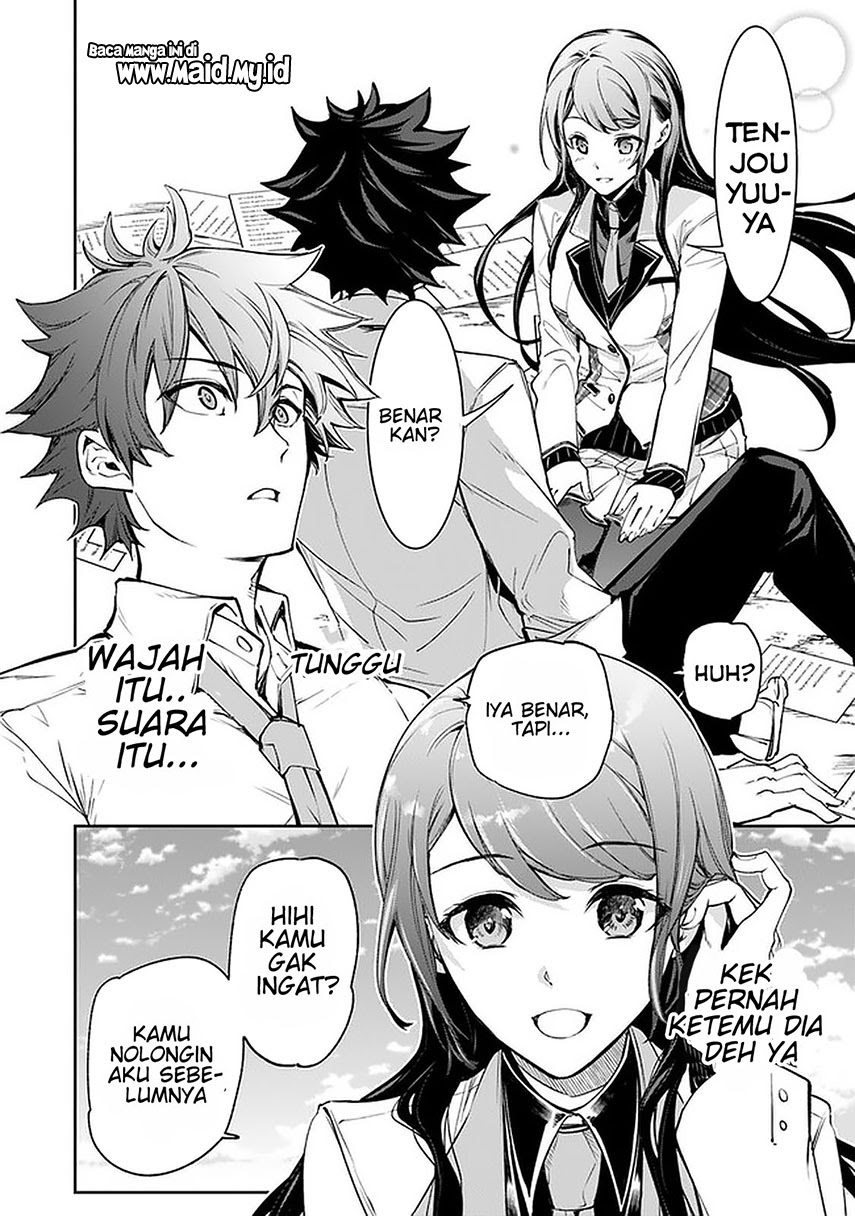 Baca Manga ini di
www.Maid.My.id
TEN-
JOU
YUU-
YA
BENAR
KAN?
HUH?
IYA BENAR,
TAPI...
TUNGGU
WAJAH
ITU..
SUARA
ITU...
KEK
PERNAH
KETEMU DIA
DEH YA
HIHI
KAMU
GAK
INGAT?
KAMU
NOLONGIN
AKU SEBE-
LUMNYA